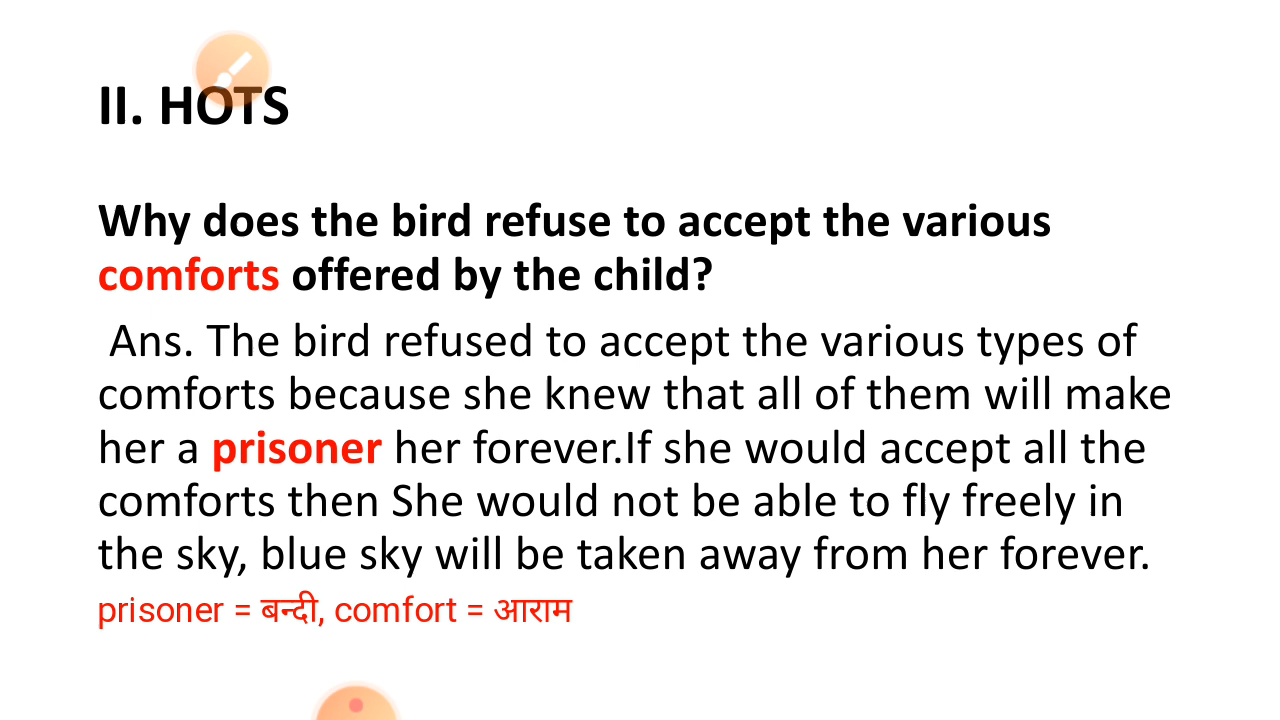 II. HOTS
Why does the bird refuse to accept the various
comforts offered by the child?
Ans. The bird refused to accept the various types of
comforts because she knew that all of them will make
her a prisoner her forever.If she would accept all the
comforts then She would not be able to fly freely in
the sky, blue sky will be taken away from her forever.
prisoner = बन्दी, comfort = आराम